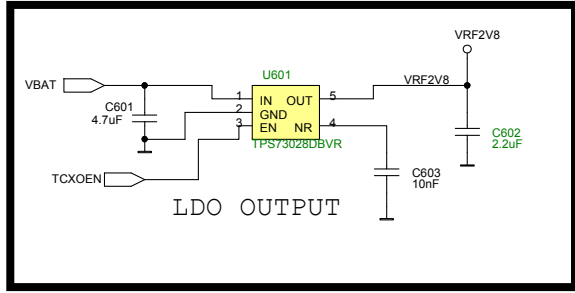 VRF2V8
U601
VBAT
VRF2V8
1 IN OUT 5
C601
4.7uF
2 GND
3 EN NR 4
TPS73028DBVR
C602
2.2uF
TCXOEN
C603
10nF
LDO OUTPUT